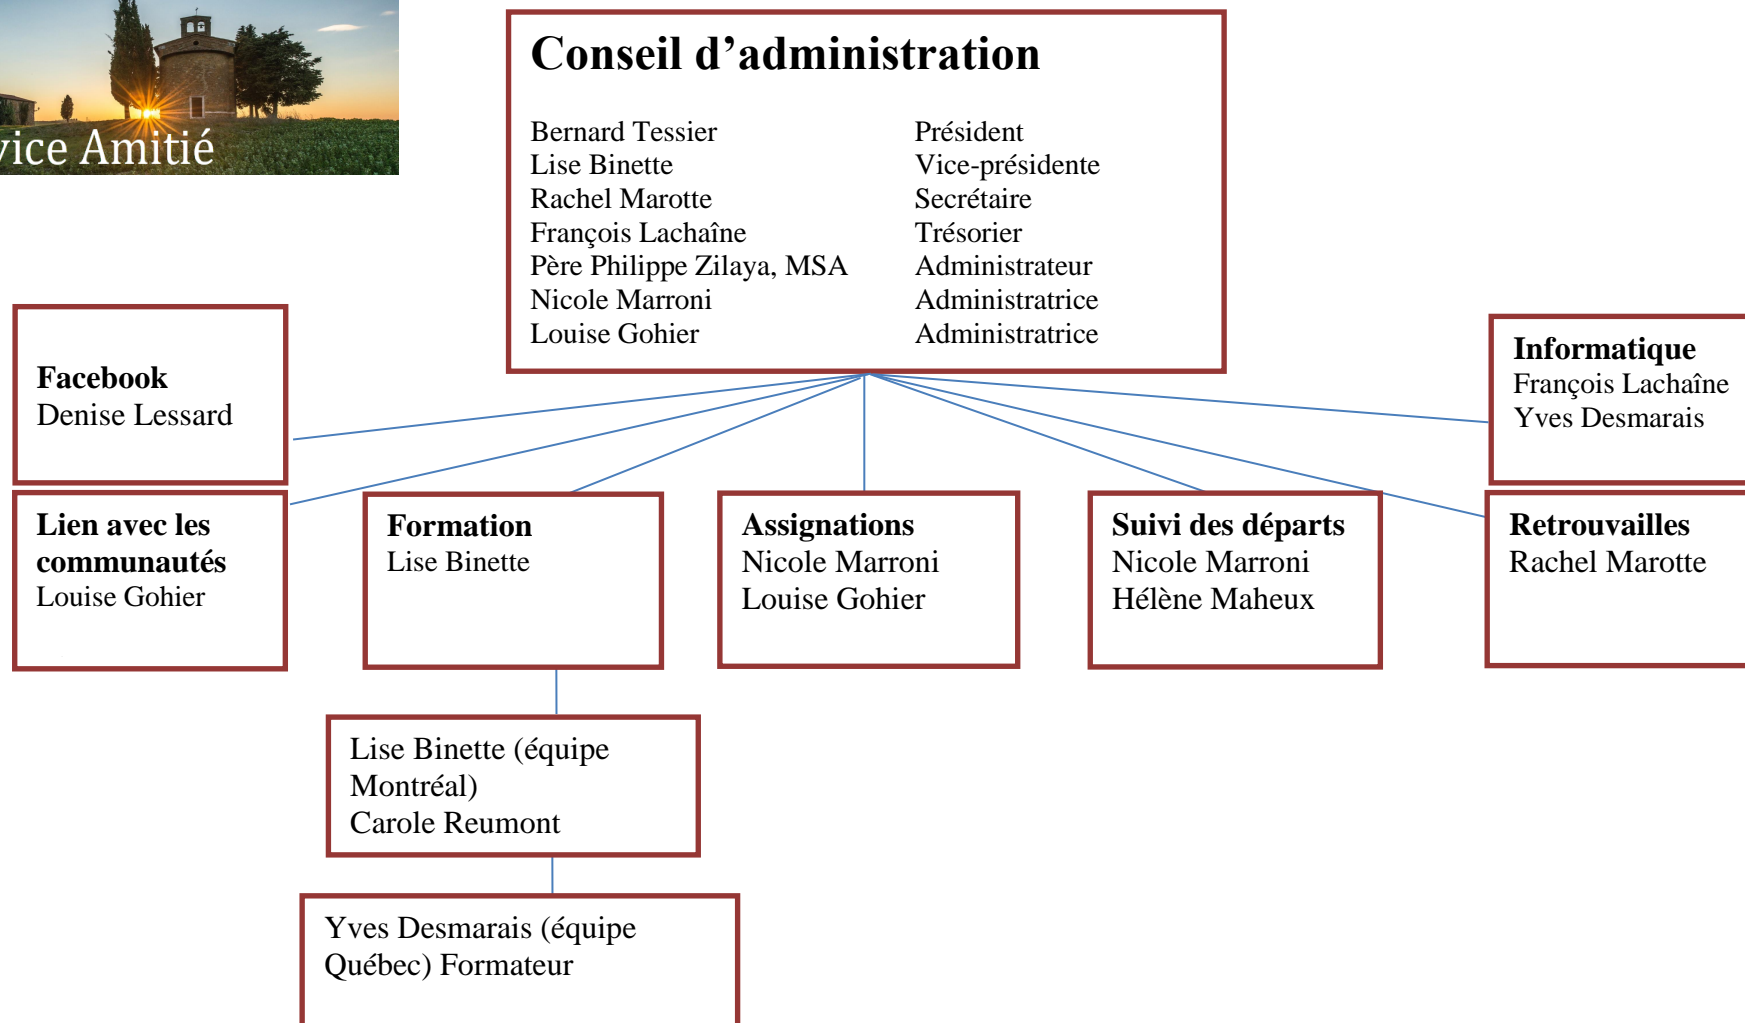 Amitié
Conseil d’administration
Bernard Tessier Président
Lise Binette Vice-présidente
Rachel Marotte Secrétaire
François Lachaîne Trésorier
Père Philippe Zilaya, MSA Administrateur
Nicole Marroni Administratrice
Louise Gohier Administratrice
Facebook
Denise Lessard
Informatique
François Lachaîne
Yves Desmarais
Lien avec les
communautés
Louise Gohier
Formation
Lise Binette
Assignations
Nicole Marroni
Louise Gohier
Suivi des départs
Nicole Marroni
Hélène Maheux
Retrouvailles
Rachel Marotte
Lise Binette (équipe
Montréal)
Carole Reumont
Yves Desmarais (équipe
Québec) Formateur